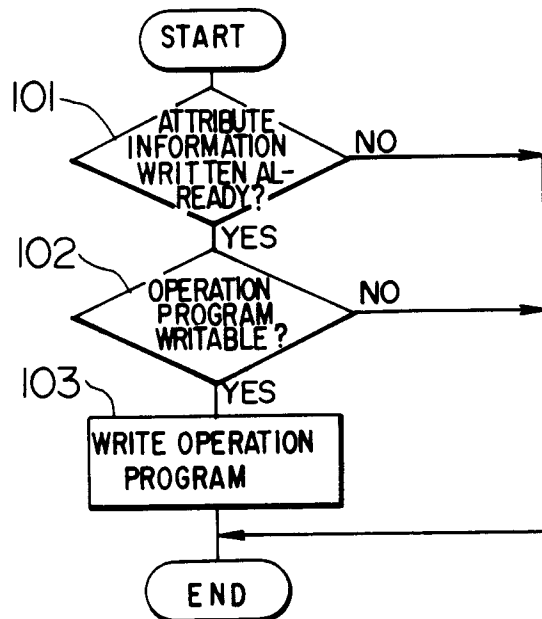 START
101
ATTRIBUTE
INFORMATION
WRITTEN AL-
READY?
NO
YES
102
OPERATION
PROGRAM
WRITABLE?
NO
YES
103
WRITE OPERATION
PROGRAM
END